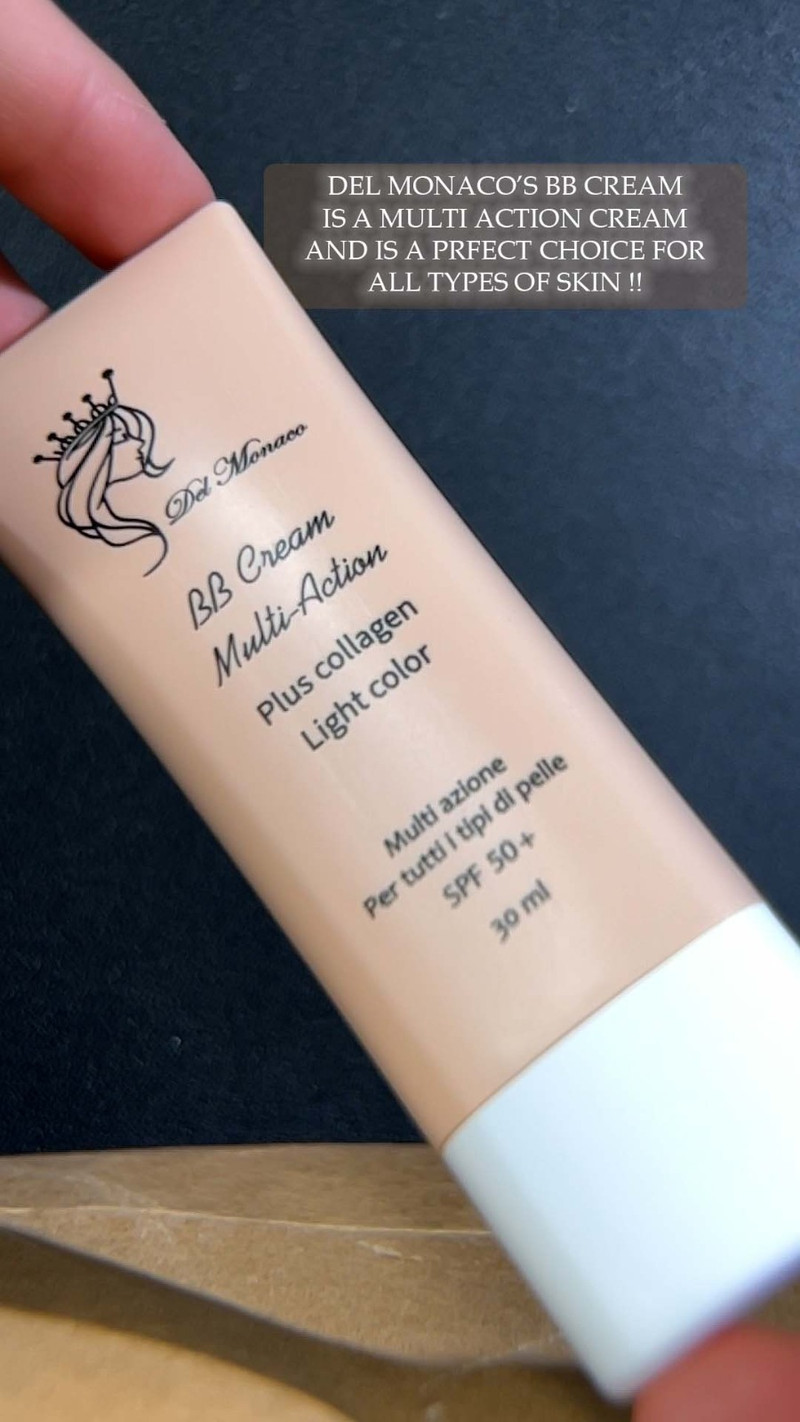 DEL MONACO’S BB CREAM
IS A MULTI ACTION CREAM
AND IS A PRFECT CHOICE FOR
ALL TYPES OF SKIN !!
Del Monaco
BB Cream
Multi-Action
Plus collagen
Light color
Multi azione
Per tutti i tipi di pelle
SPF 50+
30 ml